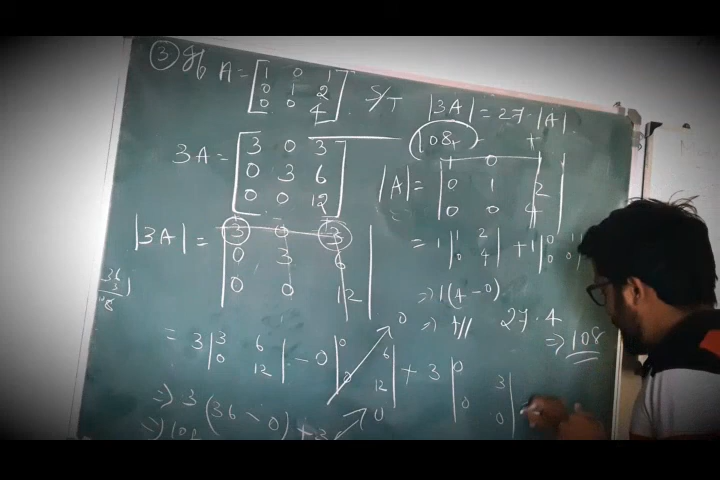 ③ If A = [1 0 1
0 1 2
0 0 4] S/T |3A| = 27·|A|.
3A = [3 0 3
0 3 6
0 0 12]
108
|3A| = |3 0 3
0 3 6
0 0 12|
= 3 |3 6
0 12| - 0 |0 6
12| + 3 |0 3
0 0|
⇒ 3 (36 - 0) + 3
0
⇒ 108
36
3
|A| = |1 0
0 1 2
0 0 4|
= 1 |1 2
0 4| + 1 |0 1
0 0|
⇒ 1(4 - 0)
⇒ 4//
27·4
⇒ 108